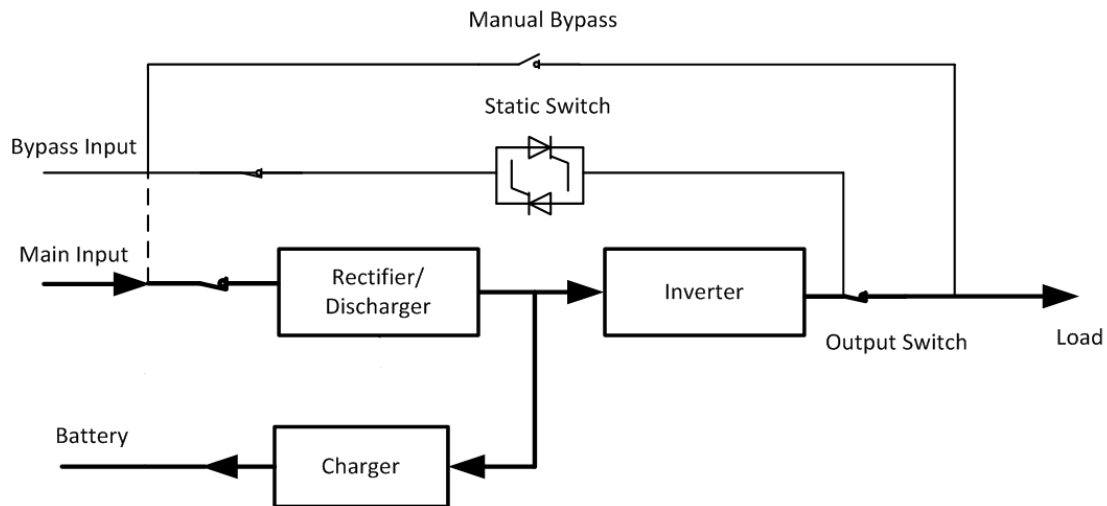 Manual Bypass
Static Switch
Bypass Input
Main Input
Rectifier/
Discharger
Inverter
Output Switch
Load
Battery
Charger